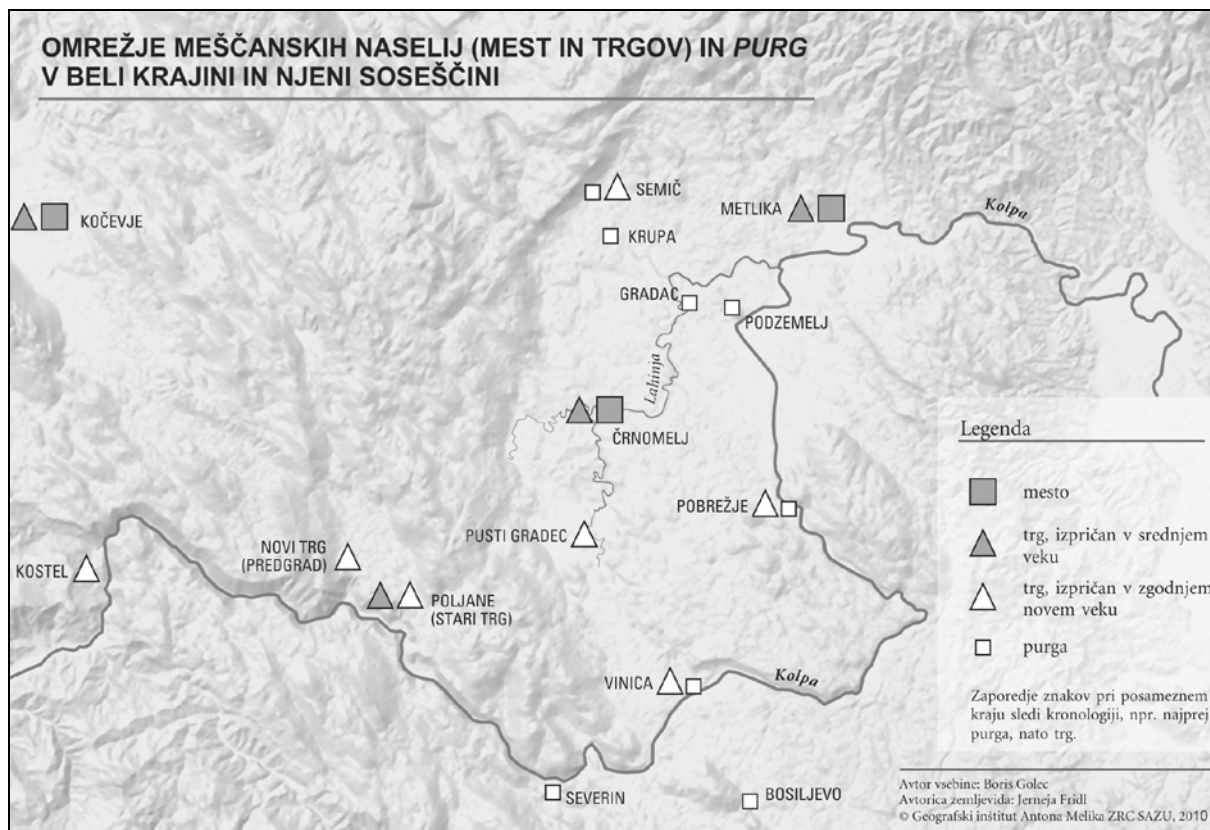 OMREŽJE MEŠČANSKIH NASELIJ (MEST IN TRGOV) IN PURG
V BELI KRAJINI IN NJENI SOSEŠČINI
SEMIČ
METLIKA
Kolpa
KOČEVJE
KRUPA
GRADAC
PODZEMELJ
Lahinja
ČRNOMELJ
POBREŽJE
PUSTI GRADEC
NOVI TRG
(PREDGRAD)
KOSTEL
POLJANE
(STARI TRG)
VINICA
Kolpa
SEVERIN
BOSILJEVO
Legenda
mesto
trg, izpričan v srednjem
veku
trg, izpričan v zgodnjem
novem veku
purga
Zaporedje znakov pri posameznem
kraju sledi kronologiji, npr. najprej
purga, nato trg.
Avtor vsebine: Boris Golec
Avtorica zemljevida: Jerneja Fridl
© Geografski inštitut Antona Melika ZRC SAZU, 2010